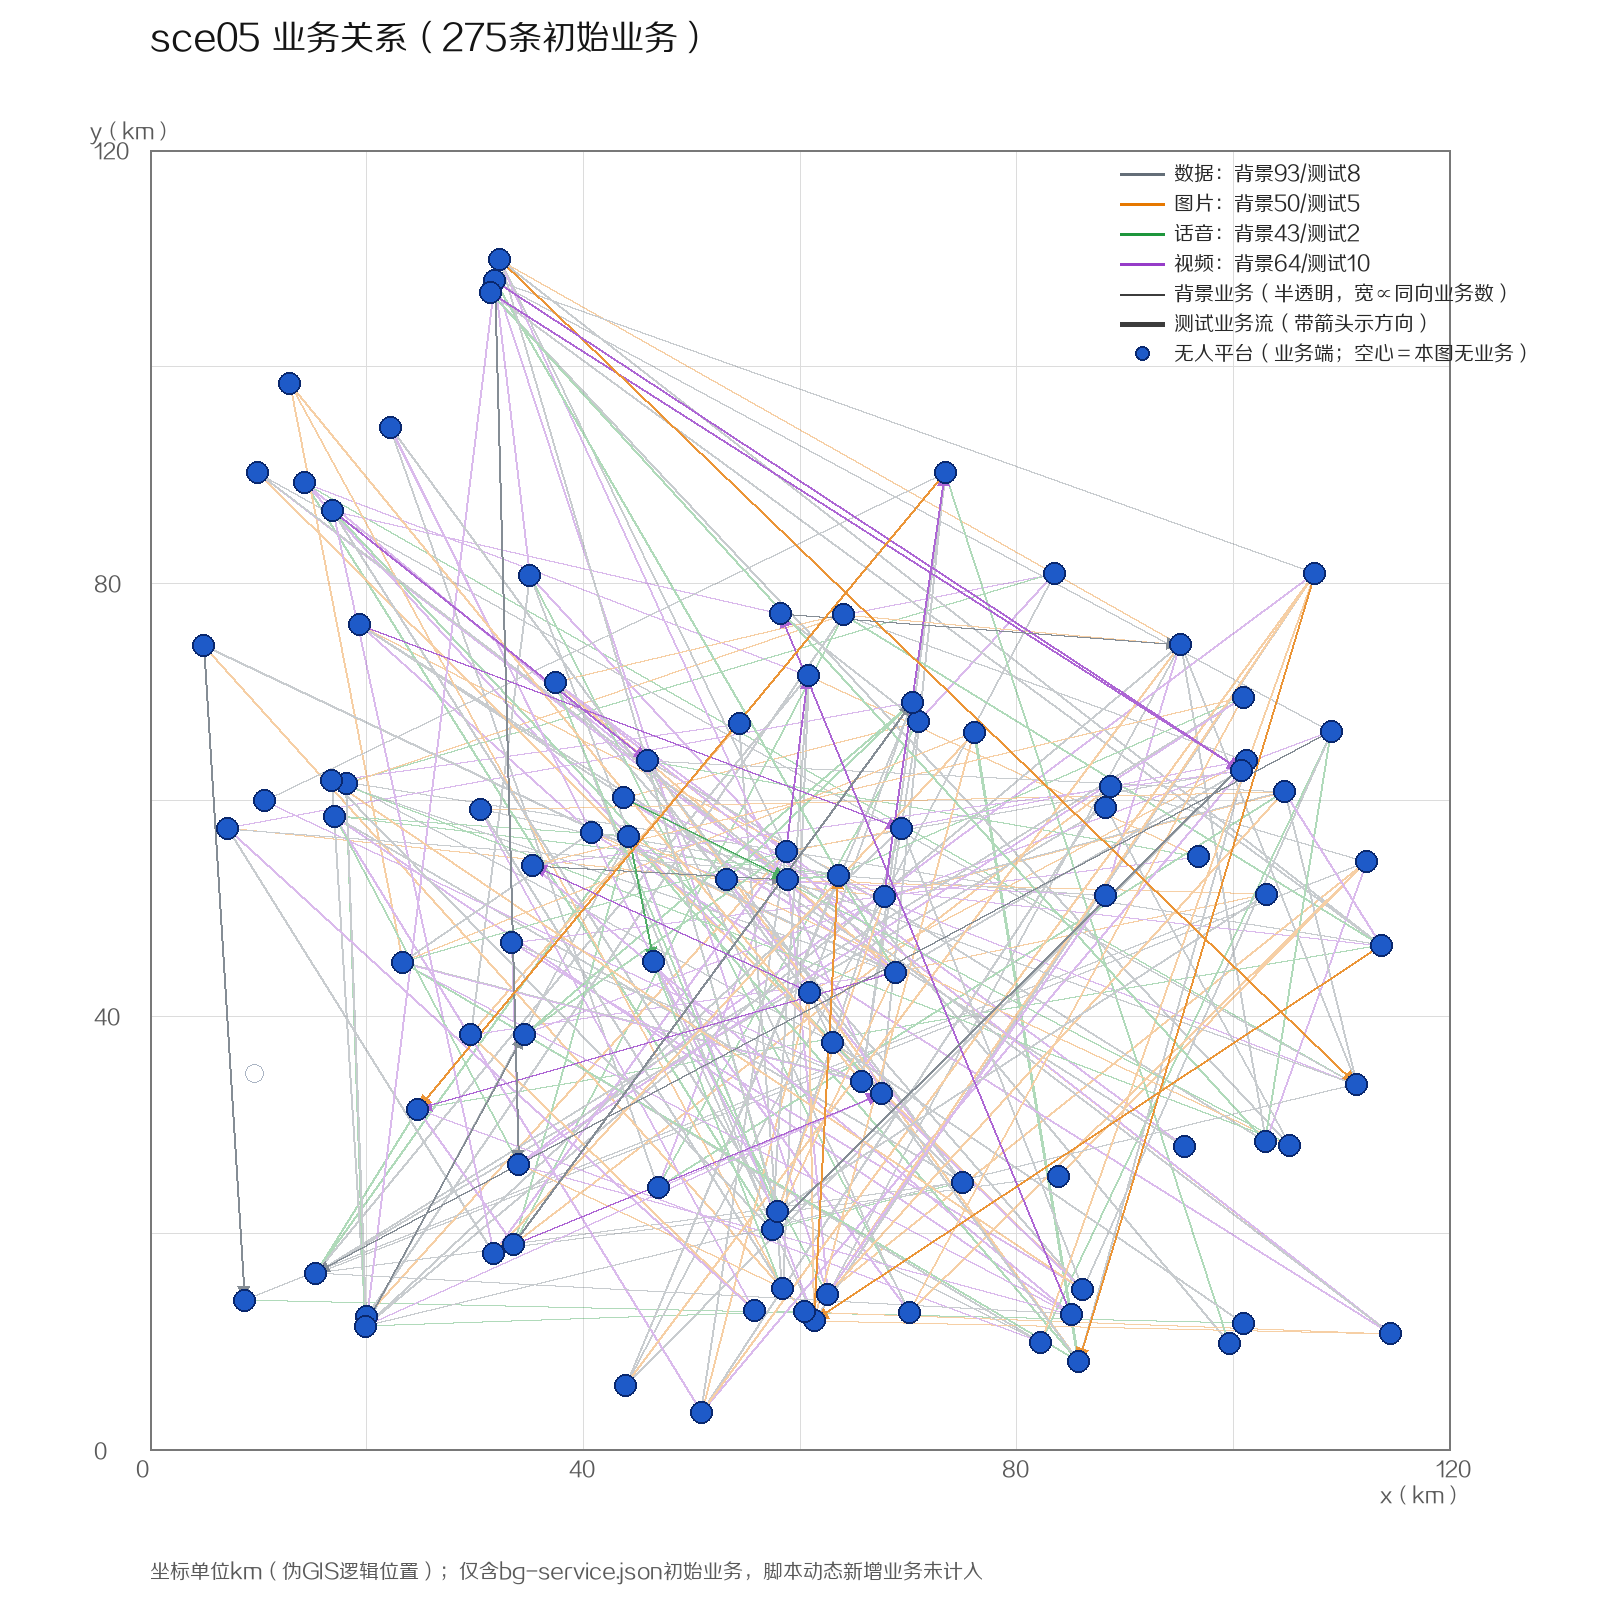 sce05 业务关系（275条初始业务）
y（km）
120
数据：背景93/测试8
图片：背景50/测试5
话音：背景43/测试2
视频：背景64/测试10
背景业务（半透明，宽∝同向业务数）
测试业务流（带箭头示方向）
无人平台（业务端；空心＝本图无业务）
80
40
0
0 40 80 120
x（km）
坐标单位km（伪GIS逻辑位置）；仅含bg-service.json初始业务，脚本动态新增业务未计入